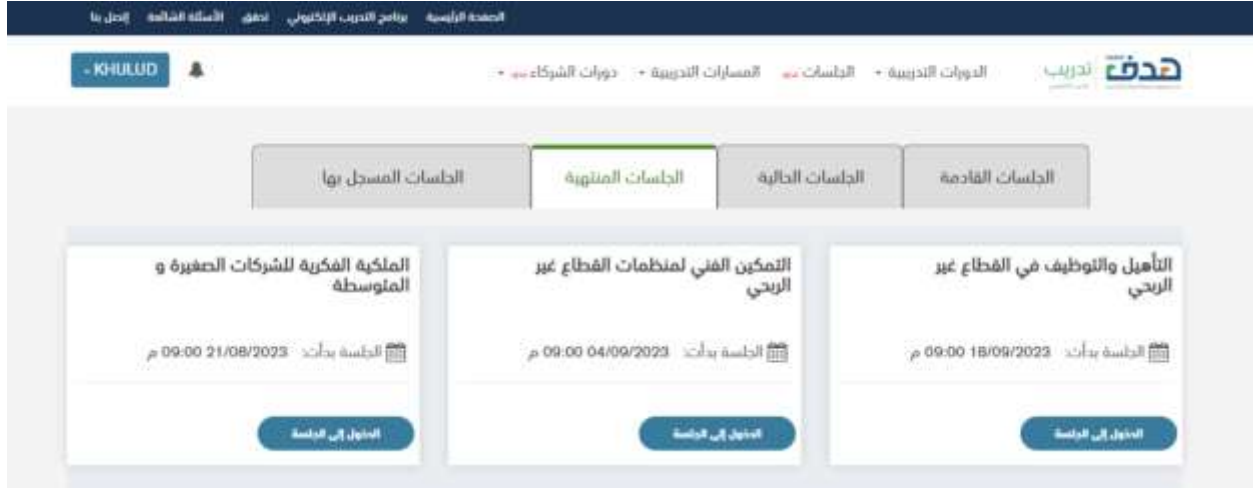 الصفحة الرئيسية برنامج التدريب الإلكتروني تحقق الأسئلة الشائعة إتصل بنا
هدف تدريب الدورات التدريبية الجلسات المسارات التدريبية دورات الشركاء KHULUD
الجلسات القادمة الجلسات الحالية الجلسات المنتهية الجلسات المسجل بها
التأهيل والتوظيف في القطاع غير
الربحي
الجلسة بدأت: 18/09/2023 09:00 م
الدخول إلى الجلسة
التمكين الفني لمنظمات القطاع غير
الربحي
الجلسة بدأت: 04/09/2023 09:00 م
الدخول إلى الجلسة
الملكية الفكرية للشركات الصغيرة و
المتوسطة
الجلسة بدأت: 21/08/2023 09:00 م
الدخول إلى الجلسة